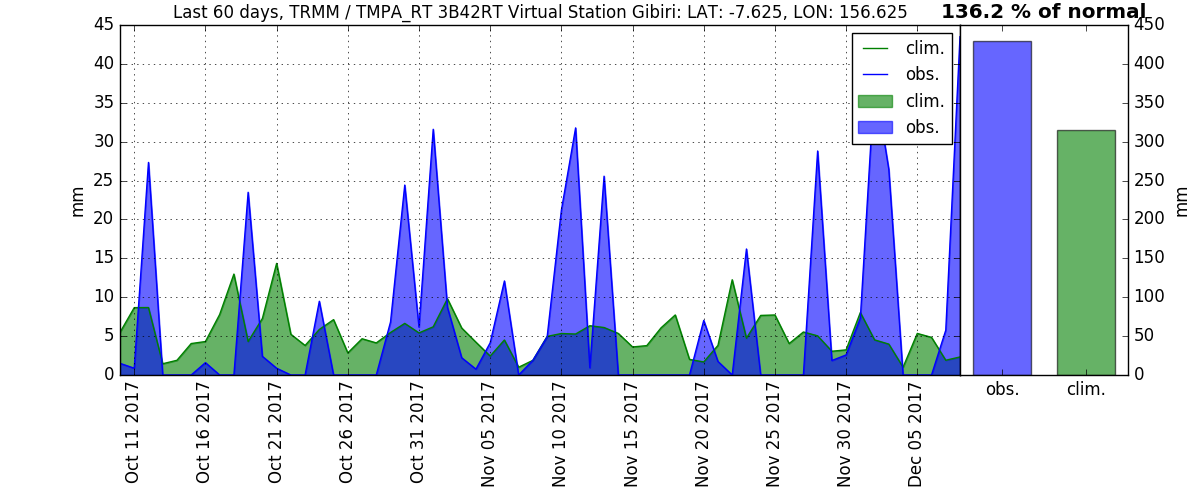 Last 60 days, TRMM / TMPA_RT 3B42RT Virtual Station Gibiri: LAT: -7.625, LON: 156.625
136.2 % of normal
45
40
35
30
25
20
15
10
5
0
mm
clim.
obs.
clim.
obs.
450
400
350
300
250
200
150
100
50
0
mm
Oct 11 2017
Oct 16 2017
Oct 21 2017
Oct 26 2017
Oct 31 2017
Nov 05 2017
Nov 10 2017
Nov 15 2017
Nov 20 2017
Nov 25 2017
Nov 30 2017
Dec 05 2017
obs.
clim.